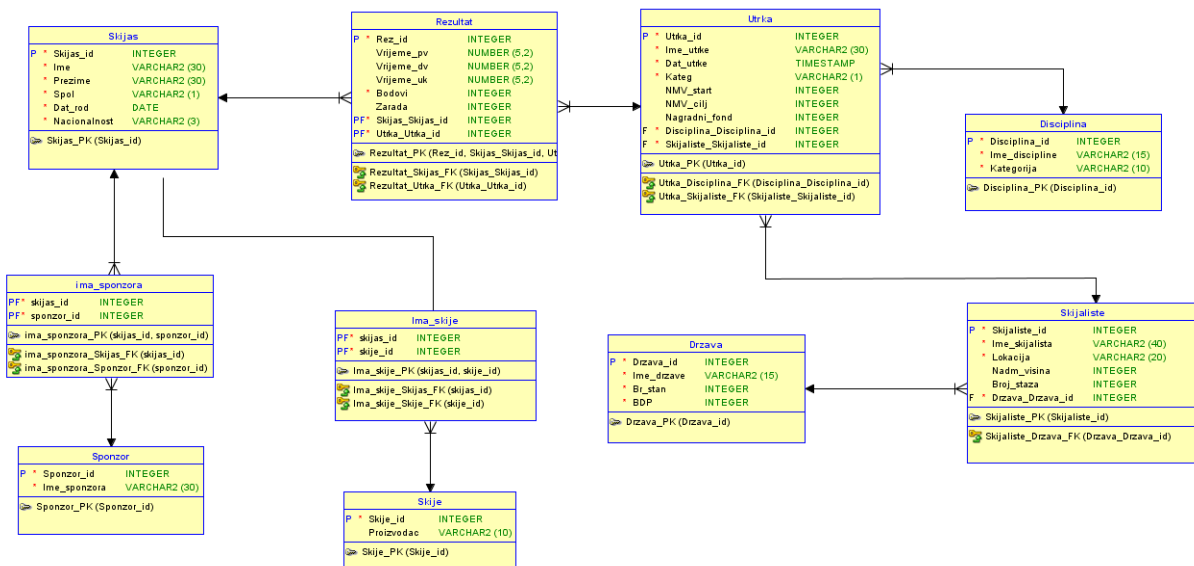 Skijas
P * Skijas_id INTEGER
* Ime VARCHAR2 (30)
* Prezime VARCHAR2 (30)
* Spol VARCHAR2 (1)
* Dat_rod DATE
* Nacionalnost VARCHAR2 (3)
Skijas_PK (Skijas_id)
Rezultat
P * Rez_id INTEGER
Vrijeme_pv NUMBER (5,2)
Vrijeme_dv NUMBER (5,2)
Vrijeme_uk NUMBER (5,2)
* Bodovi INTEGER
Zarada INTEGER
PF* Skijas_Skijas_id INTEGER
PF* Utrka_Utrka_id INTEGER
Rezultat_PK (Rez_id, Skijas_Skijas_id, Ut
Rezultat_Skijas_FK (Skijas_Skijas_id)
Rezultat_Utrka_FK (Utrka_Utrka_id)
Utrka
P * Utrka_id INTEGER
* Ime_utrke VARCHAR2 (30)
* Dat_utrke TIMESTAMP
* Kateg VARCHAR2 (1)
NMV_start INTEGER
NMV_cilj INTEGER
Nagradni_fond INTEGER
F * Disciplina_Disciplina_id INTEGER
F * Skijaliste_Skijaliste_id INTEGER
Utrka_PK (Utrka_id)
Utrka_Disciplina_FK (Disciplina_Disciplina_id)
Utrka_Skijaliste_FK (Skijaliste_Skijaliste_id)
Disciplina
P * Disciplina_id INTEGER
* Ime_discipline VARCHAR2 (15)
* Kategorija VARCHAR2 (10)
Disciplina_PK (Disciplina_id)
ima_sponzora
PF* skijas_id INTEGER
PF* sponzor_id INTEGER
ima_sponzora_PK (skijas_id, sponzor_id)
ima_sponzora_Skijas_FK (skijas_id)
ima_sponzora_Sponzor_FK (sponzor_id)
Ima_skije
PF* skijas_id INTEGER
PF* skije_id INTEGER
Ima_skije_PK (skijas_id, skije_id)
Ima_skije_Skijas_FK (skijas_id)
Ima_skije_Skije_FK (skije_id)
Drzava
P * Drzava_id INTEGER
* Ime_drzave VARCHAR2 (15)
* Br_stan INTEGER
* BDP INTEGER
Drzava_PK (Drzava_id)
Skijaliste
P * Skijaliste_id INTEGER
* Ime_skijalista VARCHAR2 (40)
* Lokacija VARCHAR2 (20)
Nadm_visina INTEGER
Broj_staza INTEGER
F * Drzava_Drzava_id INTEGER
Skijaliste_PK (Skijaliste_id)
Skijaliste_Drzava_FK (Drzava_Drzava_id)
Sponzor
P * Sponzor_id INTEGER
* Ime_sponzora VARCHAR2 (30)
Sponzor_PK (Sponzor_id)
Skije
P * Skije_id INTEGER
Proizvodac VARCHAR2 (10)
Skije_PK (Skije_id)